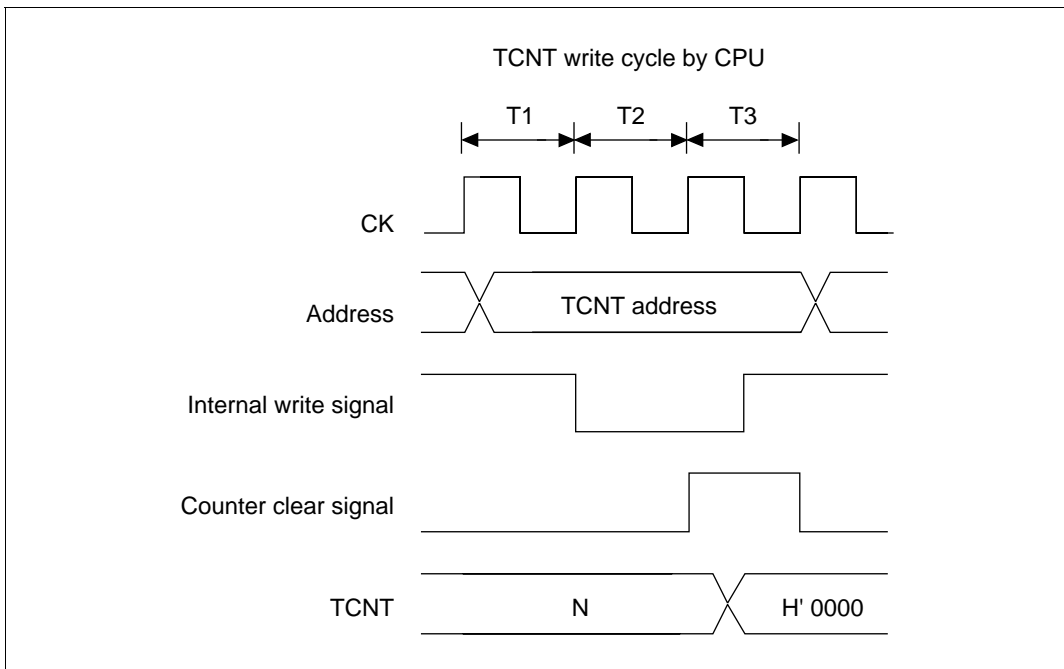 TCNT write cycle by CPU
T1 T2 T3
CK
Address TCNT address
Internal write signal
Counter clear signal
TCNT N H' 0000